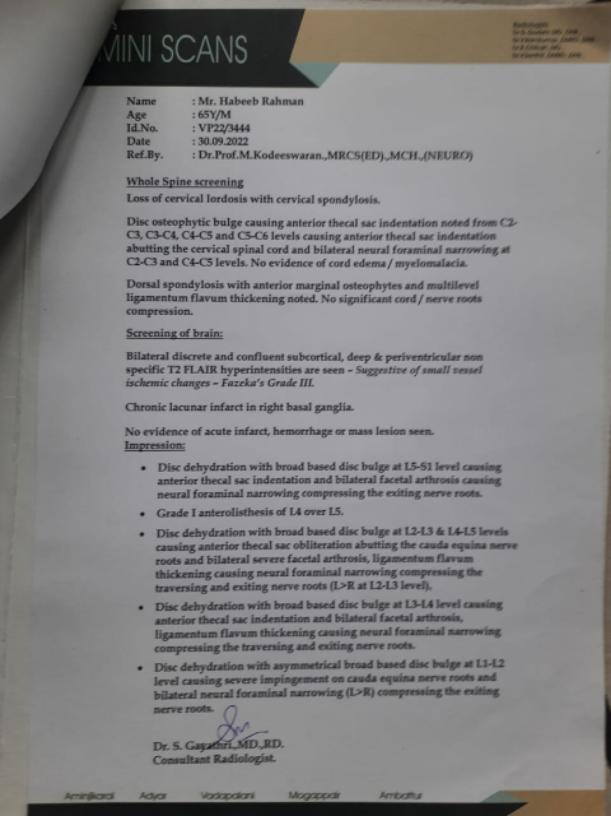 MINI SCANS
Name : Mr. Habeeb Rahman
Age : 65Y/M
Id.No. : VP22/3444
Date : 30.09.2022
Ref.By. : Dr.Prof.M.Kodeeswaran.,MRCS(ED).,MCH.,(NEURO)
Whole Spine screening
Loss of cervical lordosis with cervical spondylosis.
Disc osteophytic bulge causing anterior thecal sac indentation noted from C2-
C3, C3-C4, C4-C5 and C5-C6 levels causing anterior thecal sac indentation
abutting the cervical spinal cord and bilateral neural foraminal narrowing at
C2-C3 and C4-C5 levels. No evidence of cord edema / myelomalacia.
Dorsal spondylosis with anterior marginal osteophytes and multilevel
ligamentum flavum thickening noted. No significant cord / nerve roots
compression.
Screening of brain:
Bilateral discrete and confluent subcortical, deep & periventricular non
specific T2 FLAIR hyperintensities are seen – Suggestive of small vessel
ischemic changes – Fazeka's Grade III.
Chronic lacunar infarct in right basal ganglia.
No evidence of acute infarct, hemorrhage or mass lesion seen.
Impression:
• Disc dehydration with broad based disc bulge at L5-S1 level causing
anterior thecal sac indentation and bilateral facetal arthrosis causing
neural foraminal narrowing compressing the exiting nerve roots.
• Grade I anterolisthesis of L4 over L5.
• Disc dehydration with broad based disc bulge at L2-L3 & L4-L5 levels
causing anterior thecal sac obliteration abutting the cauda equina nerve
roots and bilateral severe facetal arthrosis, ligamentum flavum
thickening causing neural foraminal narrowing compressing the
traversing and exiting nerve roots (L>R at L2-L3 level),
• Disc dehydration with broad based disc bulge at L3-L4 level causing
anterior thecal sac indentation and bilateral facetal arthrosis,
ligamentum flavum thickening causing neural foraminal narrowing
compressing the traversing and exiting nerve roots.
• Disc dehydration with asymmetrical broad based disc bulge at L1-L2
level causing severe impingement on cauda equina nerve roots and
bilateral neural foraminal narrowing (L>R) compressing the exiting
nerve roots.
Dr. S. Gayathri.,MD.,RD.
Consultant Radiologist.
Aminjikarai Adyar Vadapalani Mogappair Ambattur